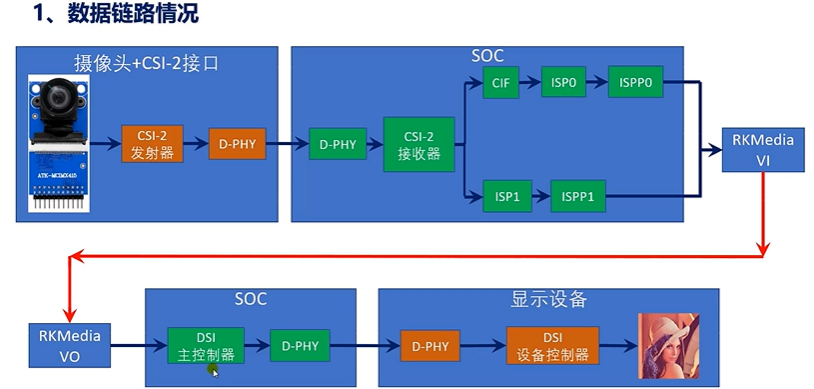 1、数据链路情况
摄像头+CSI-2接口
SOC
ATK-MCIMX415
CSI-2
发射器
D-PHY
D-PHY
CSI-2
接收器
CIF
ISP0
ISPP0
ISP1
ISPP1
RKMedia
VI
RKMedia
VO
SOC
DSI
主控制器
D-PHY
显示设备
D-PHY
DSI
设备控制器